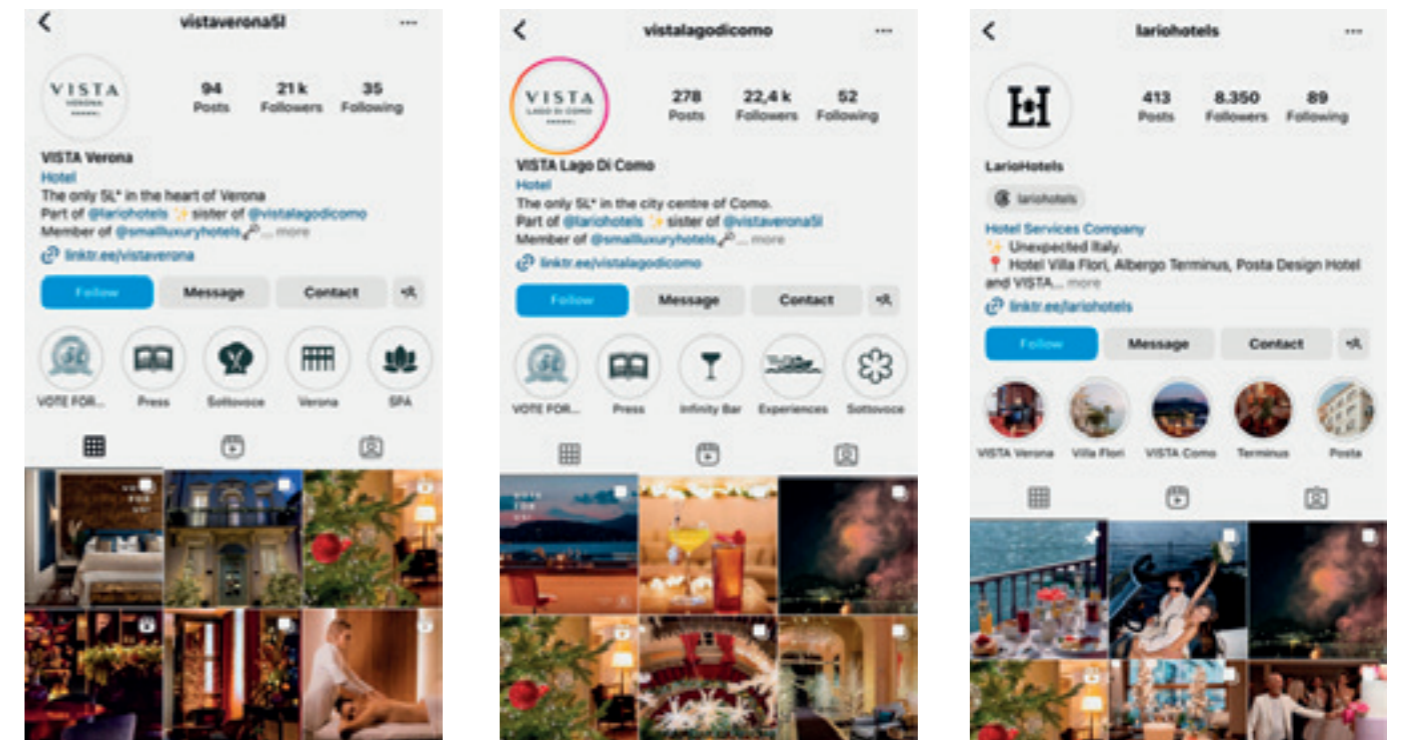 vistaverona5l
VISTA
VERONA
94
Posts
21 k
Followers
35
Following
VISTA Verona
Hotel
The only 5L* in the heart of Verona
Part of @lariohotels ✨ sister of @vistalagodicomo
Member of @smallluxuryhotels 🗝... more
linktr.ee/vistaverona
Follow
Message
Contact
VOTE FOR...
Press
Sottovoce
Verona
SPA
vistalagodicomo
VISTA
LAGO DI COMO
278
Posts
22,4 k
Followers
52
Following
VISTA Lago Di Como
Hotel
The only 5L* in the city centre of Como.
Part of @lariohotels ✨ sister of @vistaverona5l
Member of @smallluxuryhotels 🗝... more
linktr.ee/vistalagodicomo
Follow
Message
Contact
VOTE FOR...
Press
Infinity Bar
Experiences
Sottovoce
lariohotels
LH
413
Posts
8.350
Followers
89
Following
LarioHotels
lariohotels
Hotel Services Company
✨ Unexpected Italy.
📍 Hotel Villa Flori, Albergo Terminus, Posta Design Hotel
and VISTA... more
linktr.ee/lariohotels
Follow
Message
Contact
VISTA Verona
Villa Flori
VISTA Como
Terminus
Posta